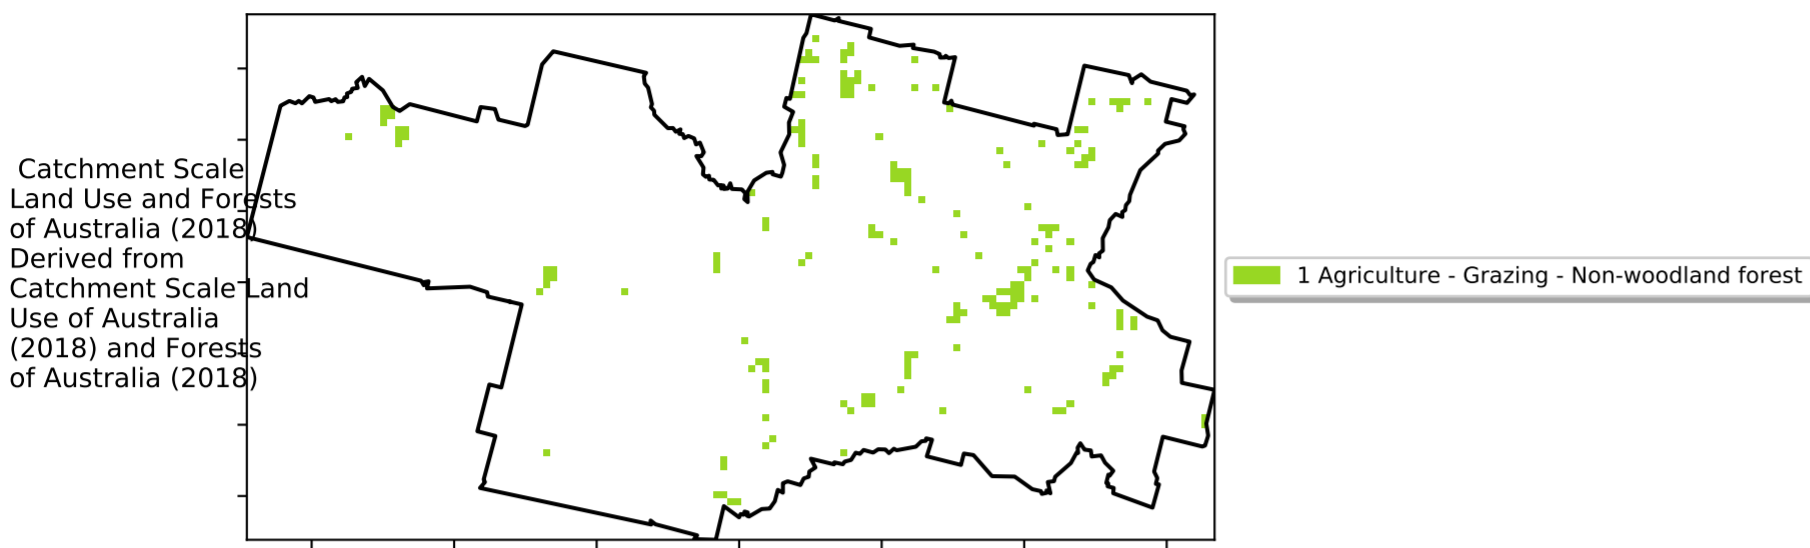 Catchment Scale
Land Use and Forests
of Australia (2018)
Derived from
Catchment Scale Land
Use of Australia
(2018) and Forests
of Australia (2018)
1 Agriculture - Grazing - Non-woodland forest